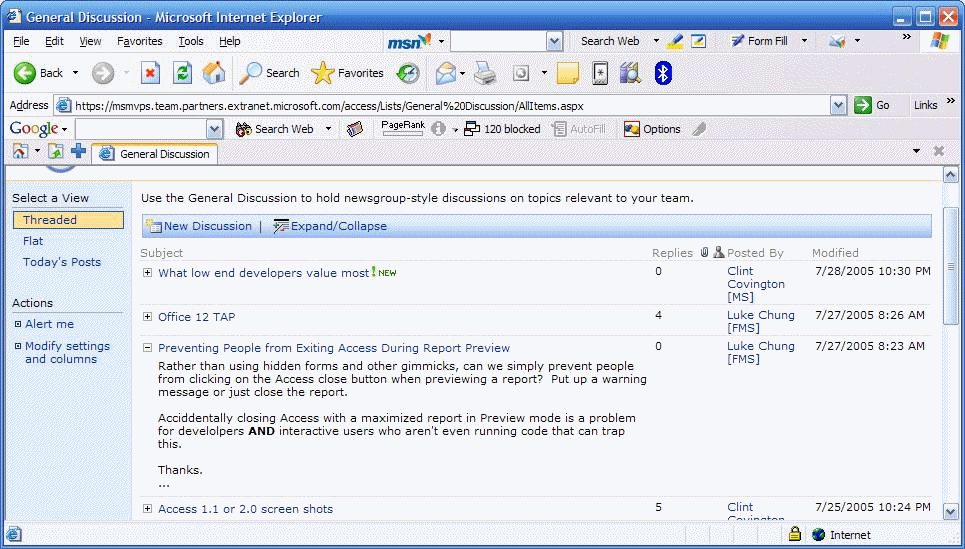 General Discussion - Microsoft Internet Explorer
File Edit View Favorites Tools Help
msn Search Web Form Fill »
Back Search Favorites
Address https://msmvps.team.partners.extranet.microsoft.com/access/Lists/General%20Discussion/AllItems.aspx Go Links »
Google Search Web PageRank 120 blocked AutoFill Options
General Discussion
Select a View
Threaded
Flat
Today's Posts
Actions
Alert me
Modify settings
and columns
Use the General Discussion to hold newsgroup-style discussions on topics relevant to your team.
New Discussion | Expand/Collapse
Subject Replies Posted By Modified
What low end developers value most ! NEW 0 Clint 7/28/2005 10:30 PM
Covington
[MS]
Office 12 TAP 4 Luke Chung 7/27/2005 8:26 AM
[FMS]
Preventing People from Exiting Access During Report Preview 0 Luke Chung 7/27/2005 8:23 AM
[FMS]
Rather than using hidden forms and other gimmicks, can we simply prevent people
from clicking on the Access close button when previewing a report? Put up a warning
message or just close the report.
Accidentally closing Access with a maximized report in Preview mode is a problem
for develolpers AND interactive users who aren't even running code that can trap
this.
Thanks.
...
Access 1.1 or 2.0 screen shots 5 Clint 7/25/2005 10:24 PM
Covington
Internet